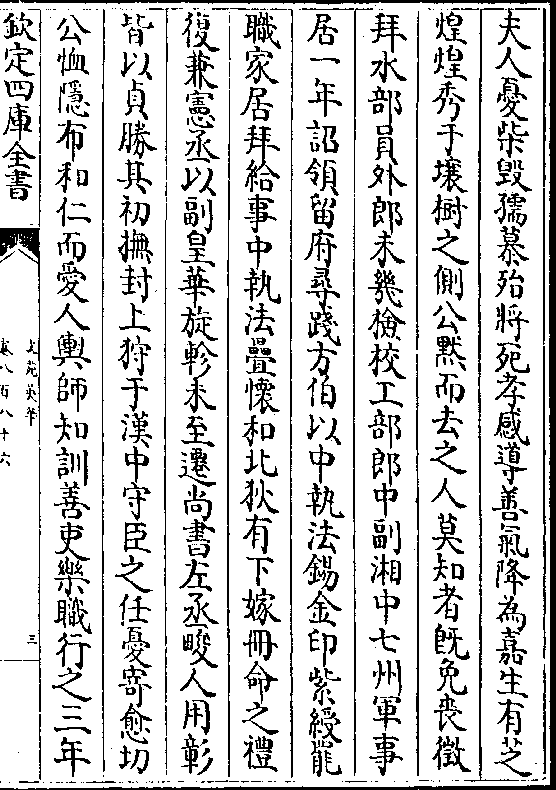 夫人憂柴毀孺慕殆將死孝感導善氣降為嘉生有芝
煌煌秀于壤樹之側公默而去之人莫知者旣免喪徵
拜水部員外郎未幾檢校工部郎中副湘中七州軍事
居一年詔領留府尋踐方伯以中執法錫金印紫綬罷
職家居拜給事中執法疊懷和北狄有下嫁冊命之禮
復兼憲丞以副皇華旋軫未至遷尚書左丞畯人用彰
皆以貞勝其初撫封上狩于漢中守臣之任憂寄愈切
公恤隱布和仁而愛人輿師知訓善吏樂職行之三年
欽定四庫全書
文苑英華
卷八百八十六
三